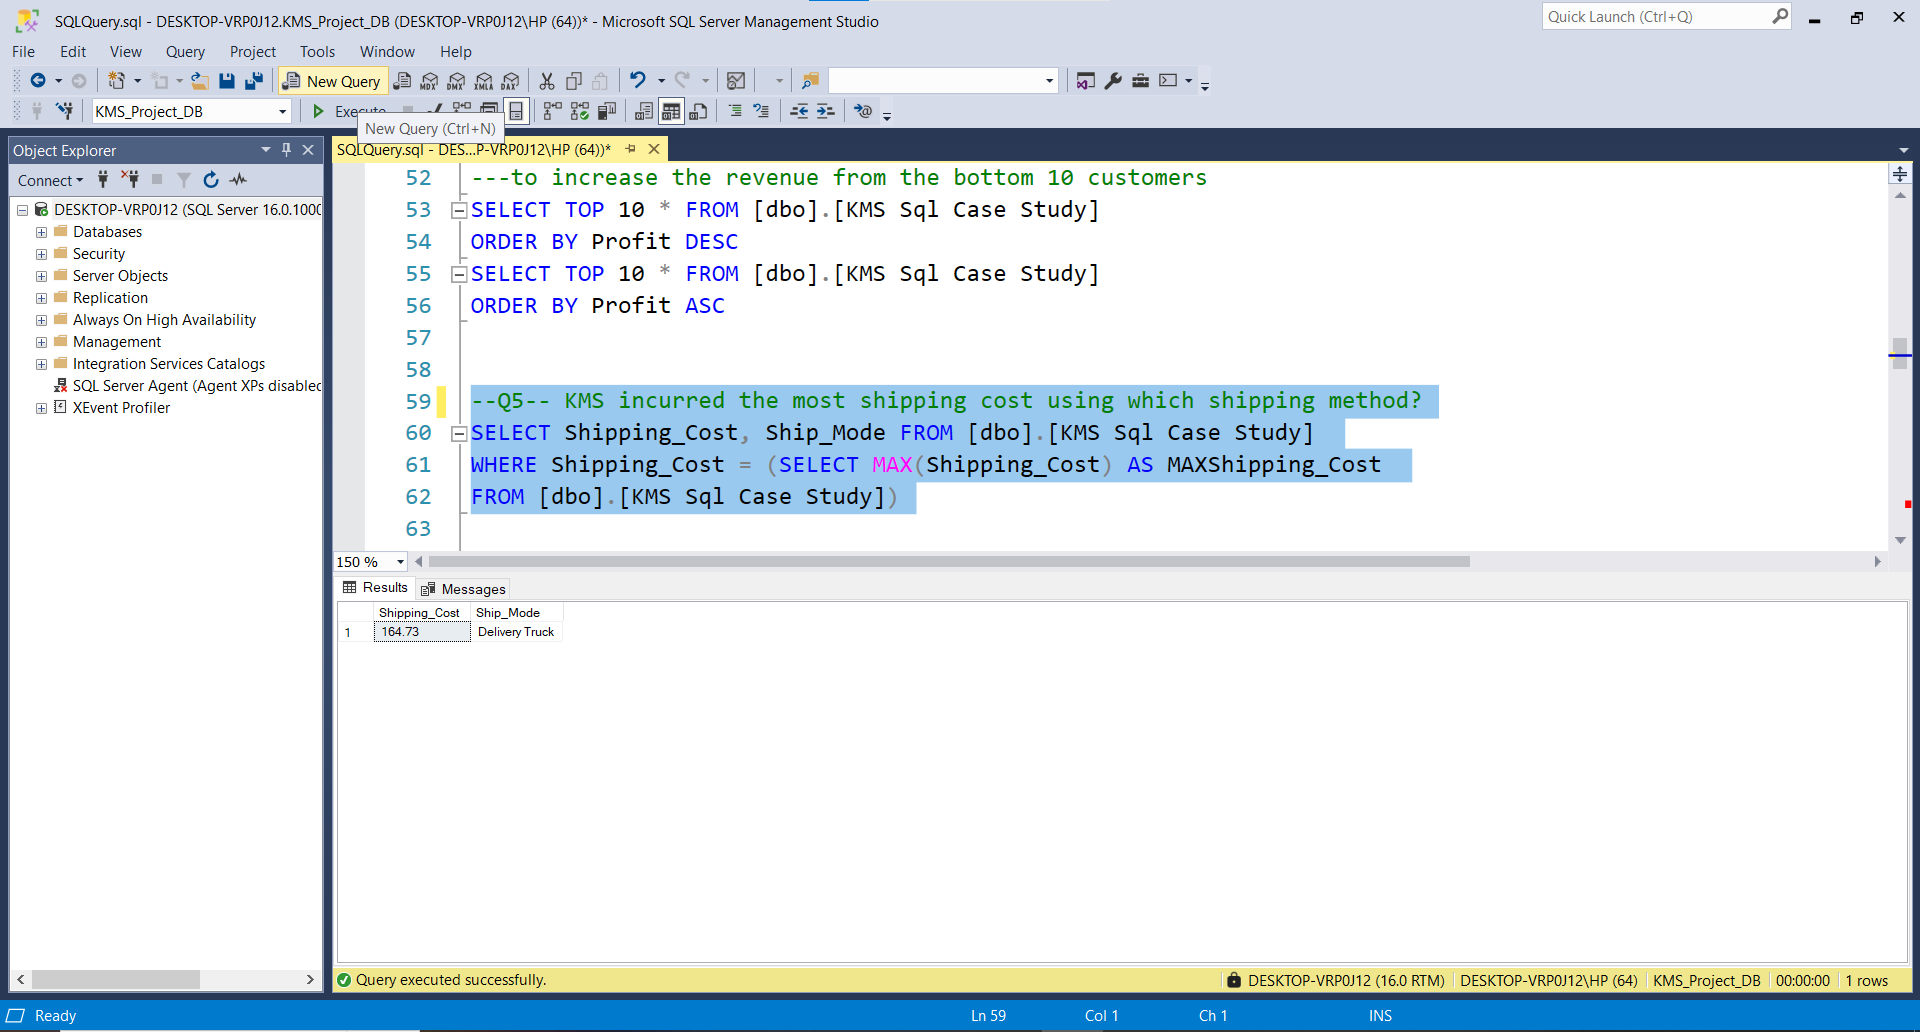 SQLQuery.sql - DESKTOP-VRP0J12.KMS_Project_DB (DESKTOP-VRP0J12\HP (64))* - Microsoft SQL Server Management Studio
Quick Launch (Ctrl+Q)
File Edit View Query Project Tools Window Help
New Query MDX DMX XMLA DAX
KMS_Project_DB Execute
New Query (Ctrl+N)
Object Explorer
SQLQuery.sql - DES...P-VRP0J12\HP (64))*
Connect
DESKTOP-VRP0J12 (SQL Server 16.0.1000
Databases
Security
Server Objects
Replication
Always On High Availability
Management
Integration Services Catalogs
SQL Server Agent (Agent XPs disabled
XEvent Profiler
52 ---to increase the revenue from the bottom 10 customers
53 SELECT TOP 10 * FROM [dbo].[KMS Sql Case Study]
54 ORDER BY Profit DESC
55 SELECT TOP 10 * FROM [dbo].[KMS Sql Case Study]
56 ORDER BY Profit ASC
57
58
59 --Q5-- KMS incurred the most shipping cost using which shipping method?
60 SELECT Shipping_Cost, Ship_Mode FROM [dbo].[KMS Sql Case Study]
61 WHERE Shipping_Cost = (SELECT MAX(Shipping_Cost) AS MAXShipping_Cost
62 FROM [dbo].[KMS Sql Case Study])
63
150 %
Results Messages
Shipping_Cost Ship_Mode
1 164.73 Delivery Truck
Query executed successfully.
DESKTOP-VRP0J12 (16.0 RTM) DESKTOP-VRP0J12\HP (64) KMS_Project_DB 00:00:00 1 rows
Ready Ln 59 Col 1 Ch 1 INS